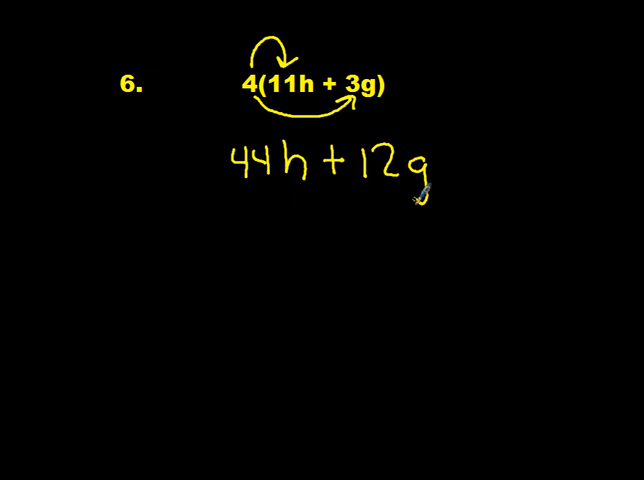 6. 4(11h + 3g)
44h + 12g